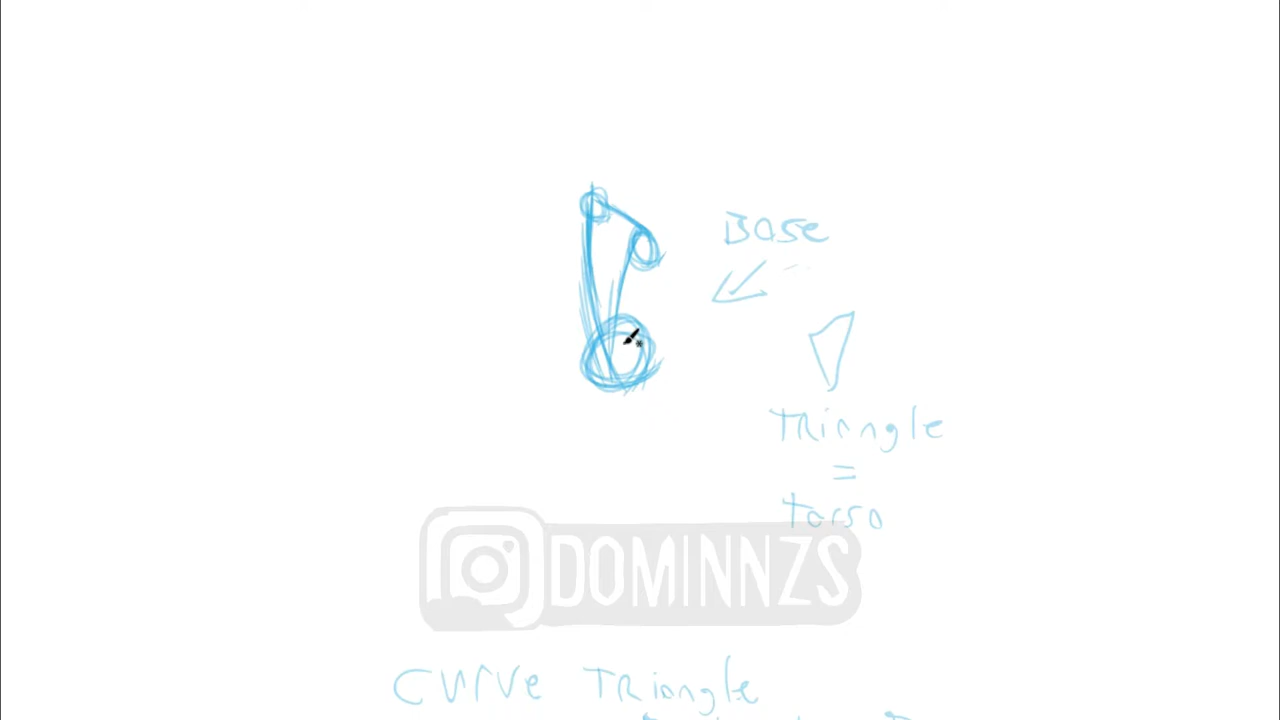 Base
Triangle
=
torso
DOMINNZS
CURVE TRiangle